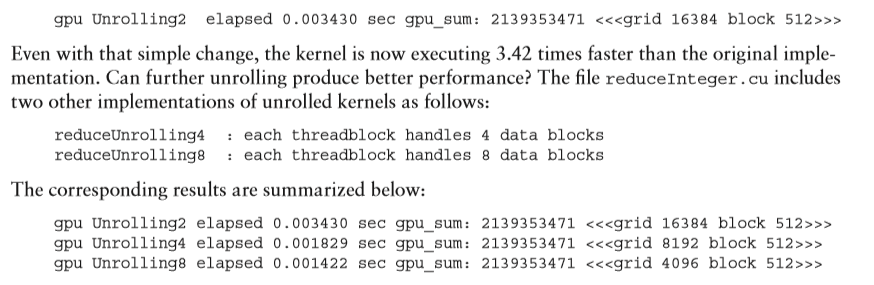 gpu Unrolling2  elapsed 0.003430 sec gpu_sum: 2139353471 <<<grid 16384 block 512>>>
Even with that simple change, the kernel is now executing 3.42 times faster than the original imple-
mentation. Can further unrolling produce better performance? The file reduceInteger.cu includes
two other implementations of unrolled kernels as follows:
reduceUnrolling4  : each threadblock handles 4 data blocks
reduceUnrolling8  : each threadblock handles 8 data blocks
The corresponding results are summarized below:
gpu Unrolling2 elapsed 0.003430 sec gpu_sum: 2139353471 <<<grid 16384 block 512>>>
gpu Unrolling4 elapsed 0.001829 sec gpu_sum: 2139353471 <<<grid 8192 block 512>>>
gpu Unrolling8 elapsed 0.001422 sec gpu_sum: 2139353471 <<<grid 4096 block 512>>>